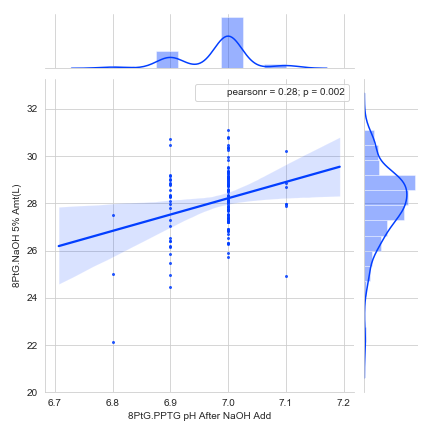 pearsonr = 0.28; p = 0.002
32
30
28
26
24
22
20
8PtG.NaOH 5% Amt(L)
6.7 6.8 6.9 7.0 7.1 7.2
8PtG.PPTG pH After NaOH Add